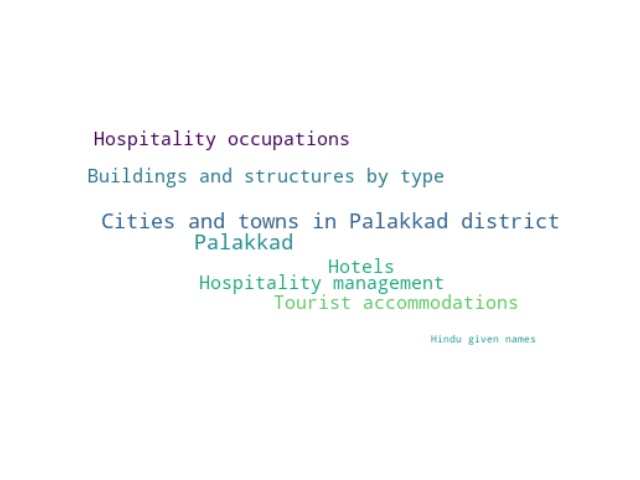 Hospitality occupations
Buildings and structures by type
Cities and towns in Palakkad district
Palakkad
Hotels
Hospitality management
Tourist accommodations
Hindu given names